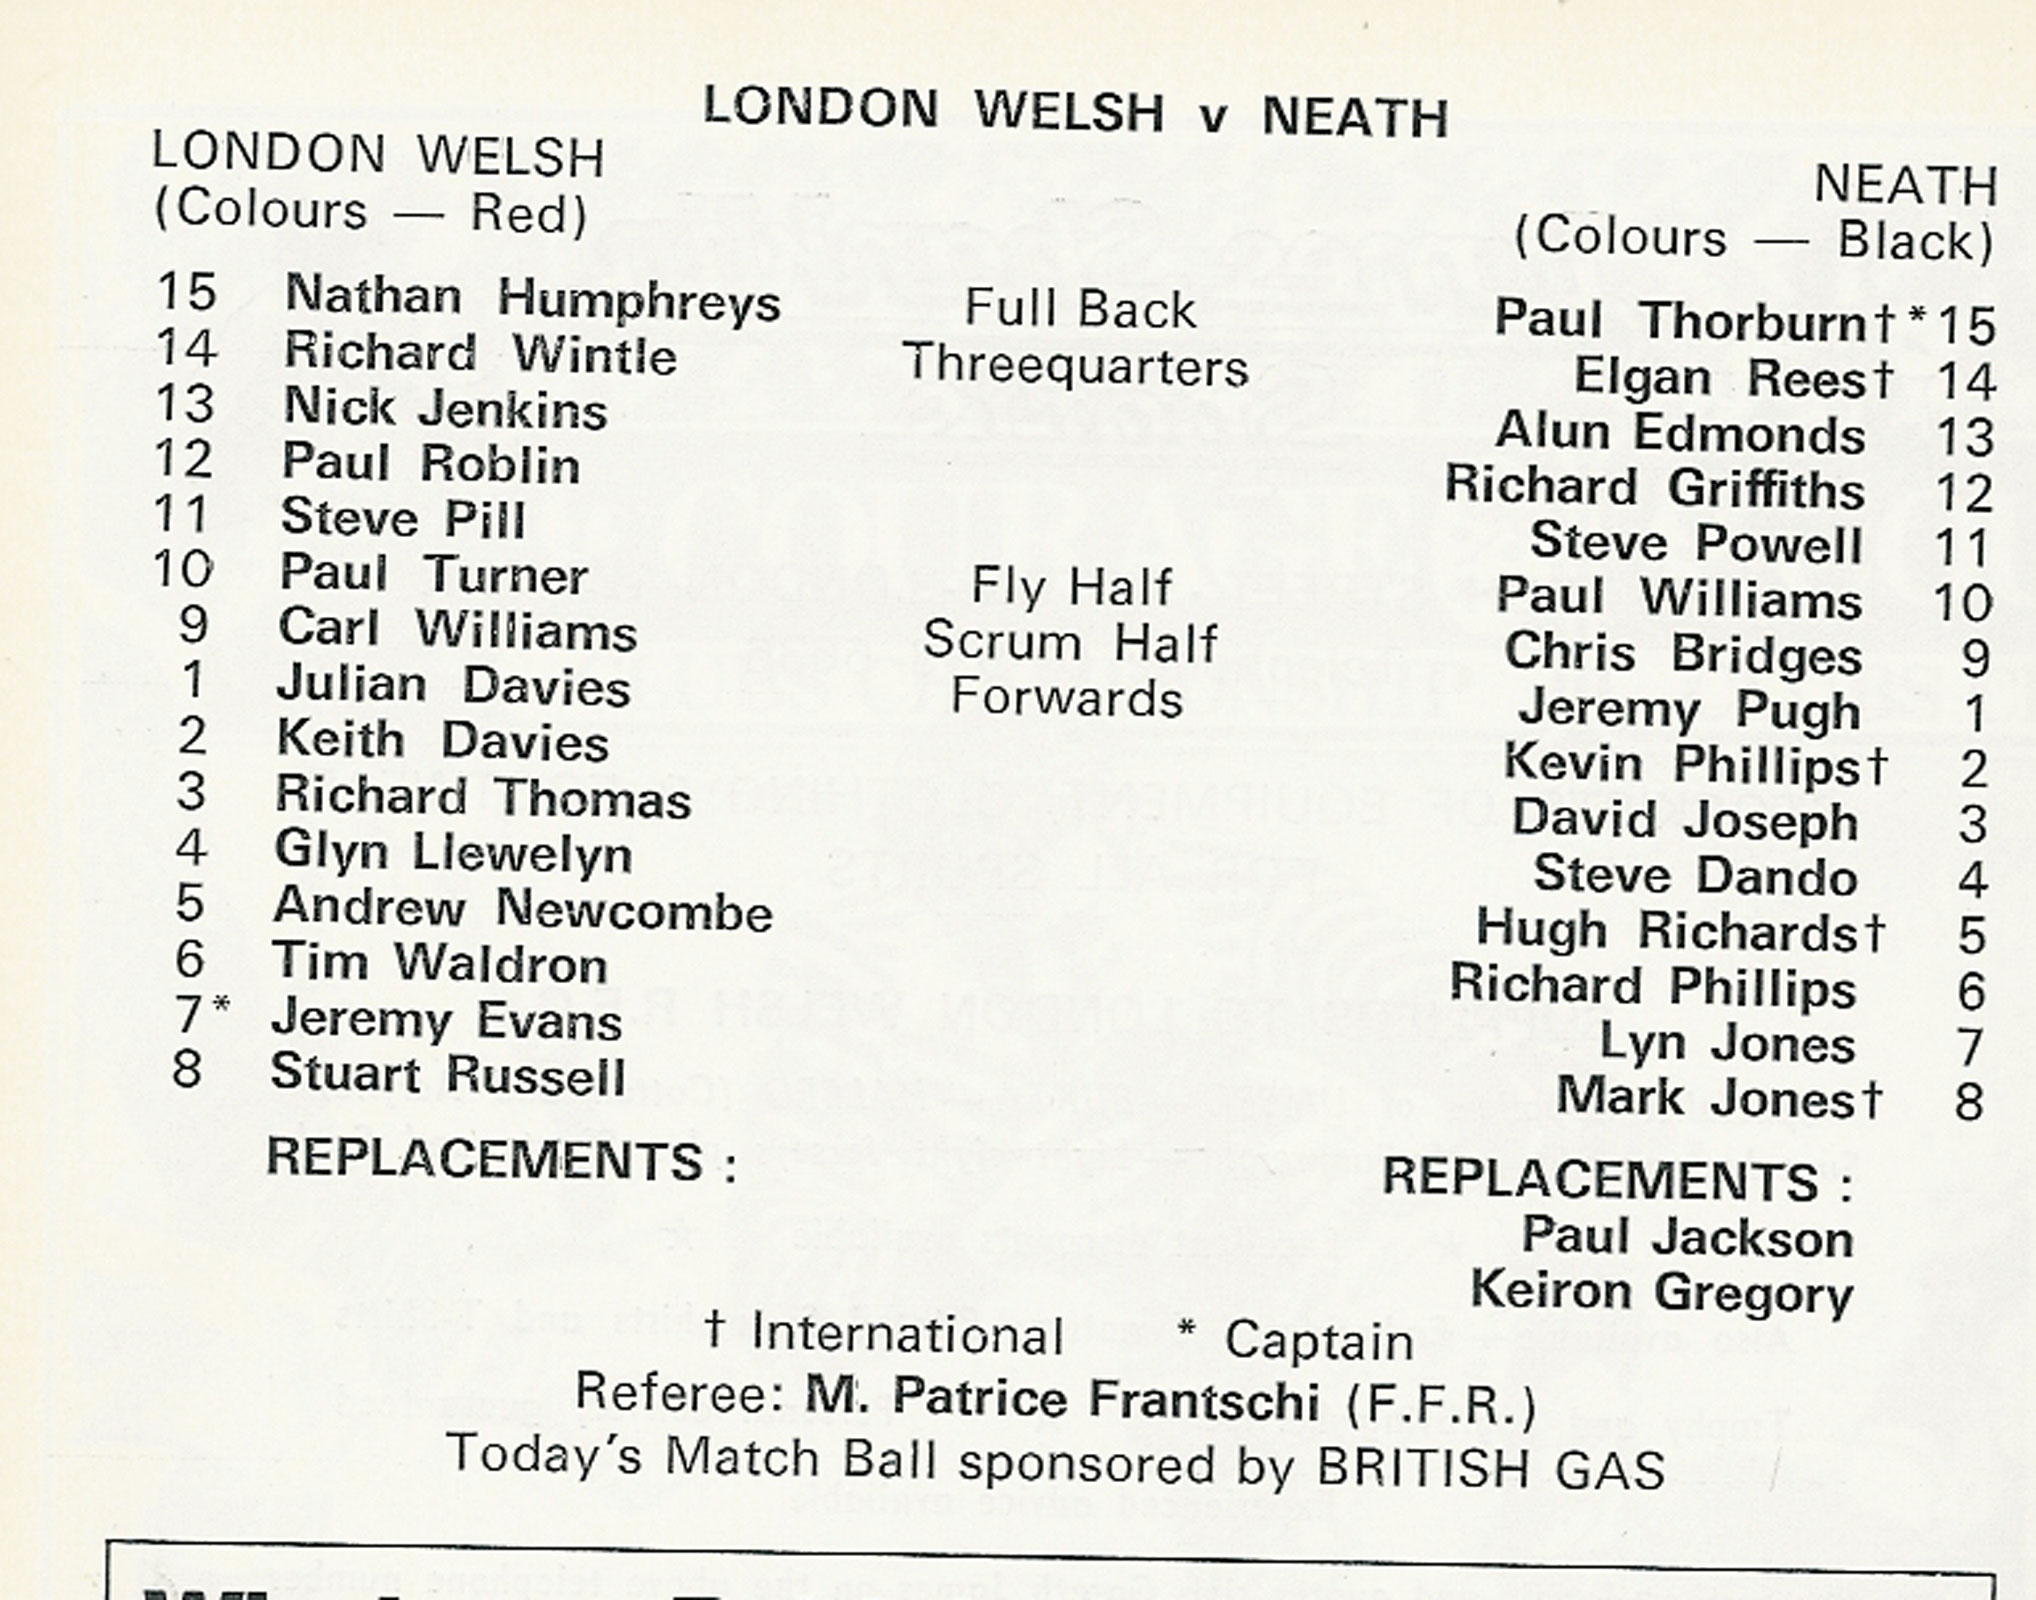 LONDON WELSH v NEATH
LONDON WELSH NEATH
(Colours — Red) (Colours — Black)
15 Nathan Humphreys Full Back Paul Thorburn† *15
14 Richard Wintle Threequarters Elgan Rees† 14
13 Nick Jenkins Alun Edmonds 13
12 Paul Roblin Richard Griffiths 12
11 Steve Pill Steve Powell 11
10 Paul Turner Fly Half Paul Williams 10
9 Carl Williams Scrum Half Chris Bridges 9
1 Julian Davies Forwards Jeremy Pugh 1
2 Keith Davies Kevin Phillips† 2
3 Richard Thomas David Joseph 3
4 Glyn Llewelyn Steve Dando 4
5 Andrew Newcombe Hugh Richards† 5
6 Tim Waldron Richard Phillips 6
7* Jeremy Evans Lyn Jones 7
8 Stuart Russell Mark Jones† 8
REPLACEMENTS : REPLACEMENTS :
Paul Jackson
Keiron Gregory
† International * Captain
Referee: M. Patrice Frantschi (F.F.R.)
Today's Match Ball sponsored by BRITISH GAS